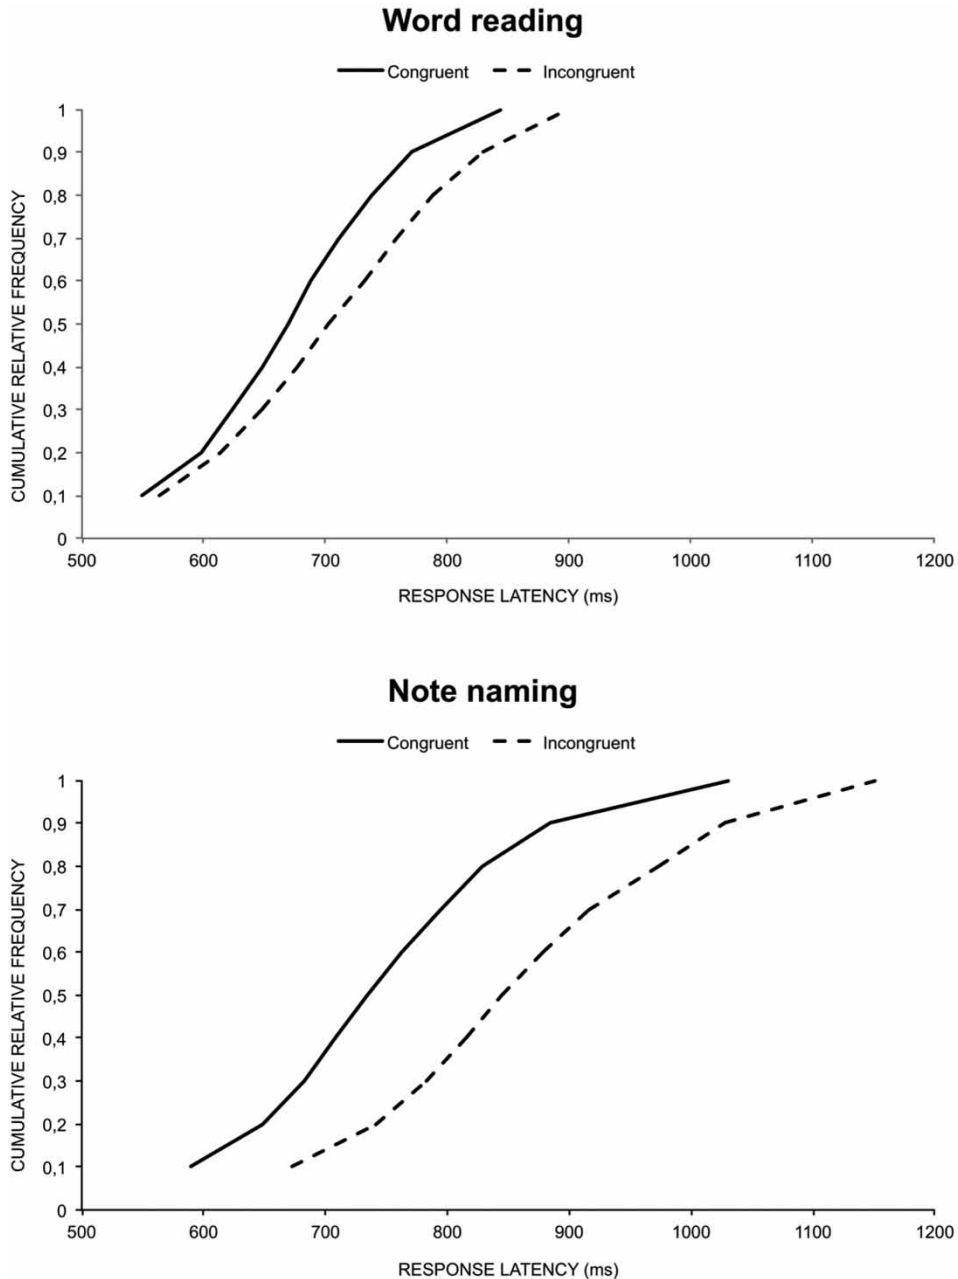 Word reading
Congruent Incongruent
1
0,9
0,8
0,7
0,6
0,5
0,4
0,3
0,2
0,1
0
CUMULATIVE RELATIVE FREQUENCY
500 600 700 800 900 1000 1100 1200
RESPONSE LATENCY (ms)
Note naming
Congruent Incongruent
1
0,9
0,8
0,7
0,6
0,5
0,4
0,3
0,2
0,1
0
CUMULATIVE RELATIVE FREQUENCY
500 600 700 800 900 1000 1100 1200
RESPONSE LATENCY (ms)